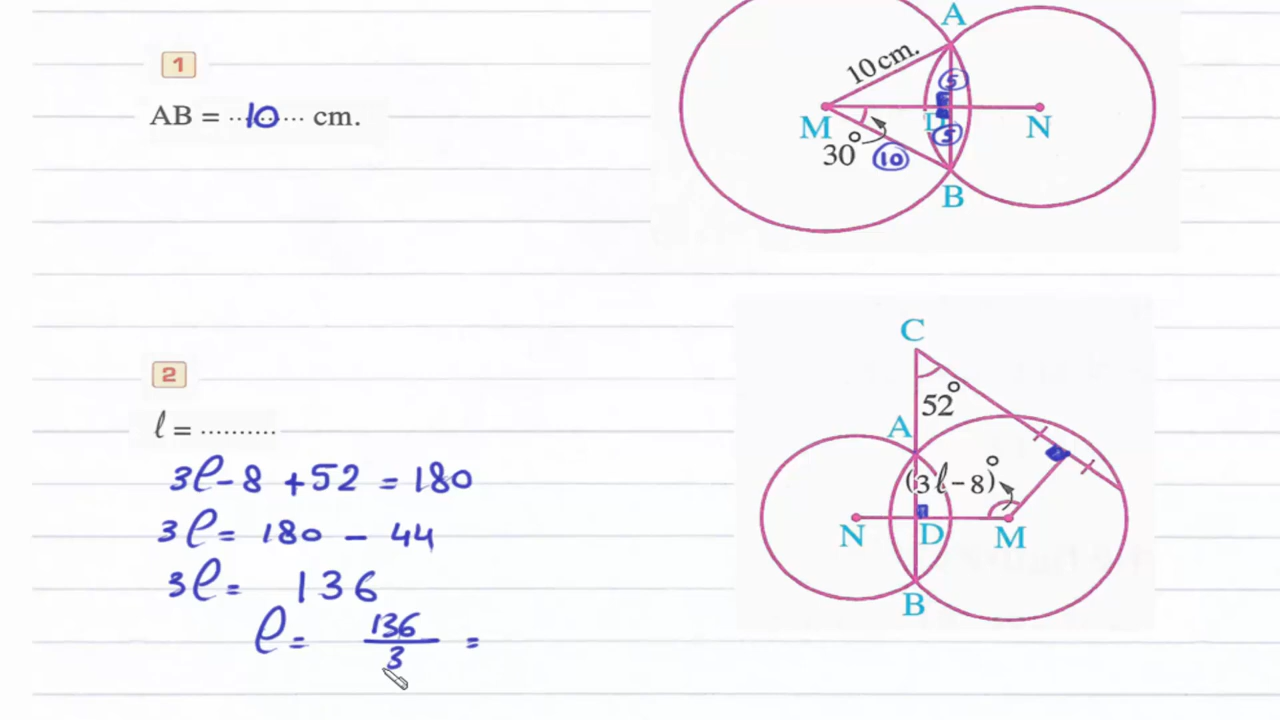 1
AB = ...10... cm.
A
10 cm.
5
M
D
N
5
30°
10
B
2
ℓ = ..........
3ℓ - 8 + 52 = 180
3ℓ = 180 - 44
3ℓ = 136
ℓ = 136/3 =
C
52°
A
(3ℓ - 8)°
N
D
M
B